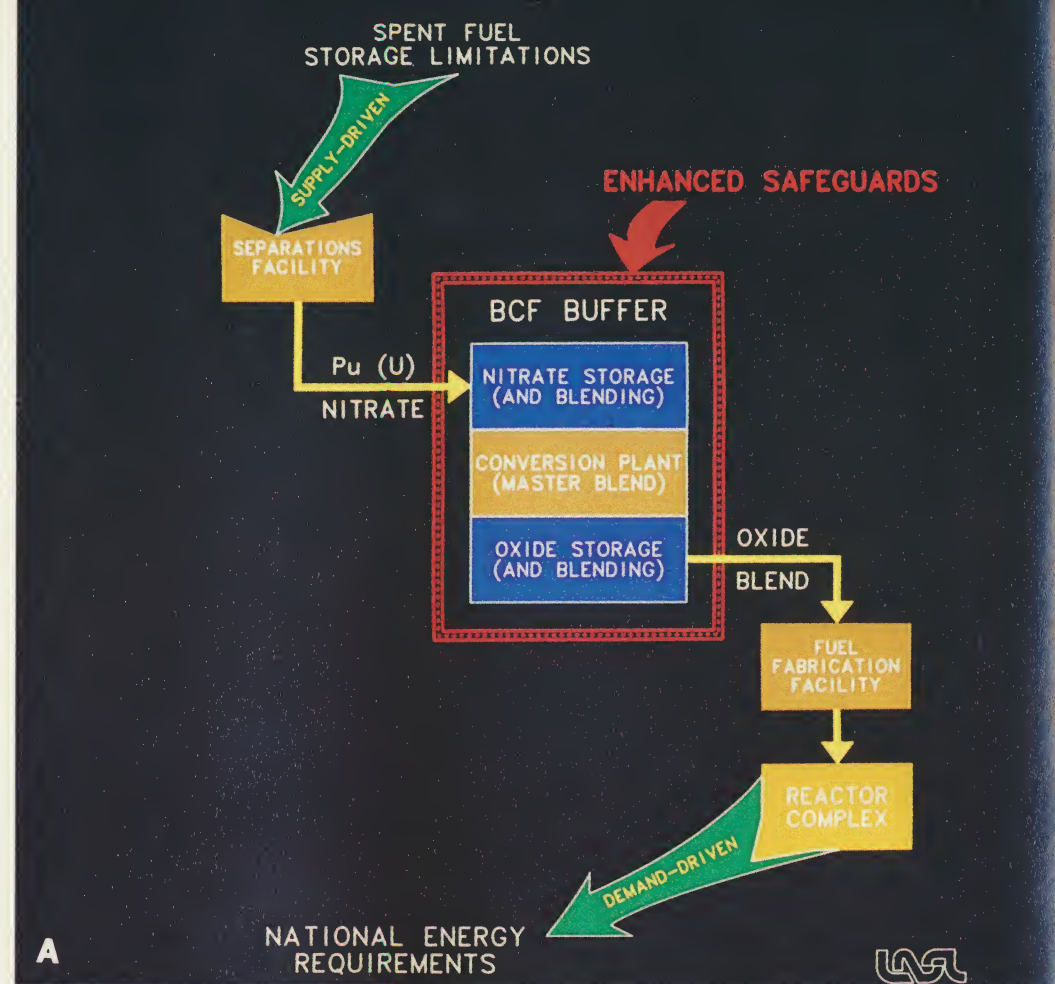 SPENT FUEL
STORAGE LIMITATIONS
SUPPLY-DRIVEN
ENHANCED SAFEGUARDS
SEPARATIONS
FACILITY
BCF BUFFER
Pu (U)
NITRATE
NITRATE STORAGE
(AND BLENDING)
CONVERSION PLANT
(MASTER BLEND)
OXIDE STORAGE
(AND BLENDING)
OXIDE
BLEND
FUEL
FABRICATION
FACILITY
REACTOR
COMPLEX
DEMAND-DRIVEN
NATIONAL ENERGY
REQUIREMENTS
A
LASL